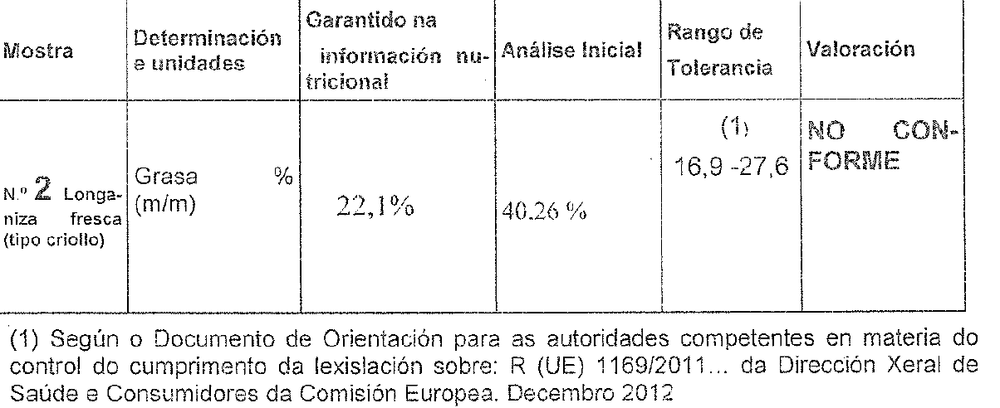 Mostra
Determinación
e unidades
Garantido na
información nu-
tricional
Análise Inicial
Rango de
Tolerancia
Valoración
N.º 2 Longa-
niza fresca
(tipo criollo)
Grasa %
(m/m)
22,1%
40.26 %
(1)
16,9 -27,6
NO CON-
FORME
(1) Según o Documento de Orientación para as autoridades competentes en materia do
control do cumprimento da lexislación sobre: R (UE) 1169/2011... da Dirección Xeral de
Saúde e Consumidores da Comisión Europea. Decembro 2012